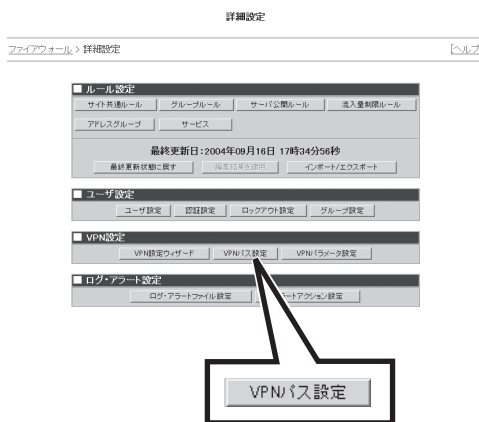 詳細設定
ファイアウォール > 詳細設定 [ヘルプ
■ ルール設定
サイト共通ルール グループルール サーバ公開ルール 流入量制限ルール
アドレスグループ サービス
最終更新日:2004年09月16日 17時34分56秒
最終更新状態に戻す 編集結果を適用 インポート/エクスポート
■ ユーザ設定
ユーザ設定 認証設定 ロックアウト設定 グループ設定
■ VPN設定
VPN設定ウィザード VPNパス設定 VPNパラメータ設定
■ ログ・アラート設定
ログ・アラートファイル設定 ートアクション設定
VPNパス設定